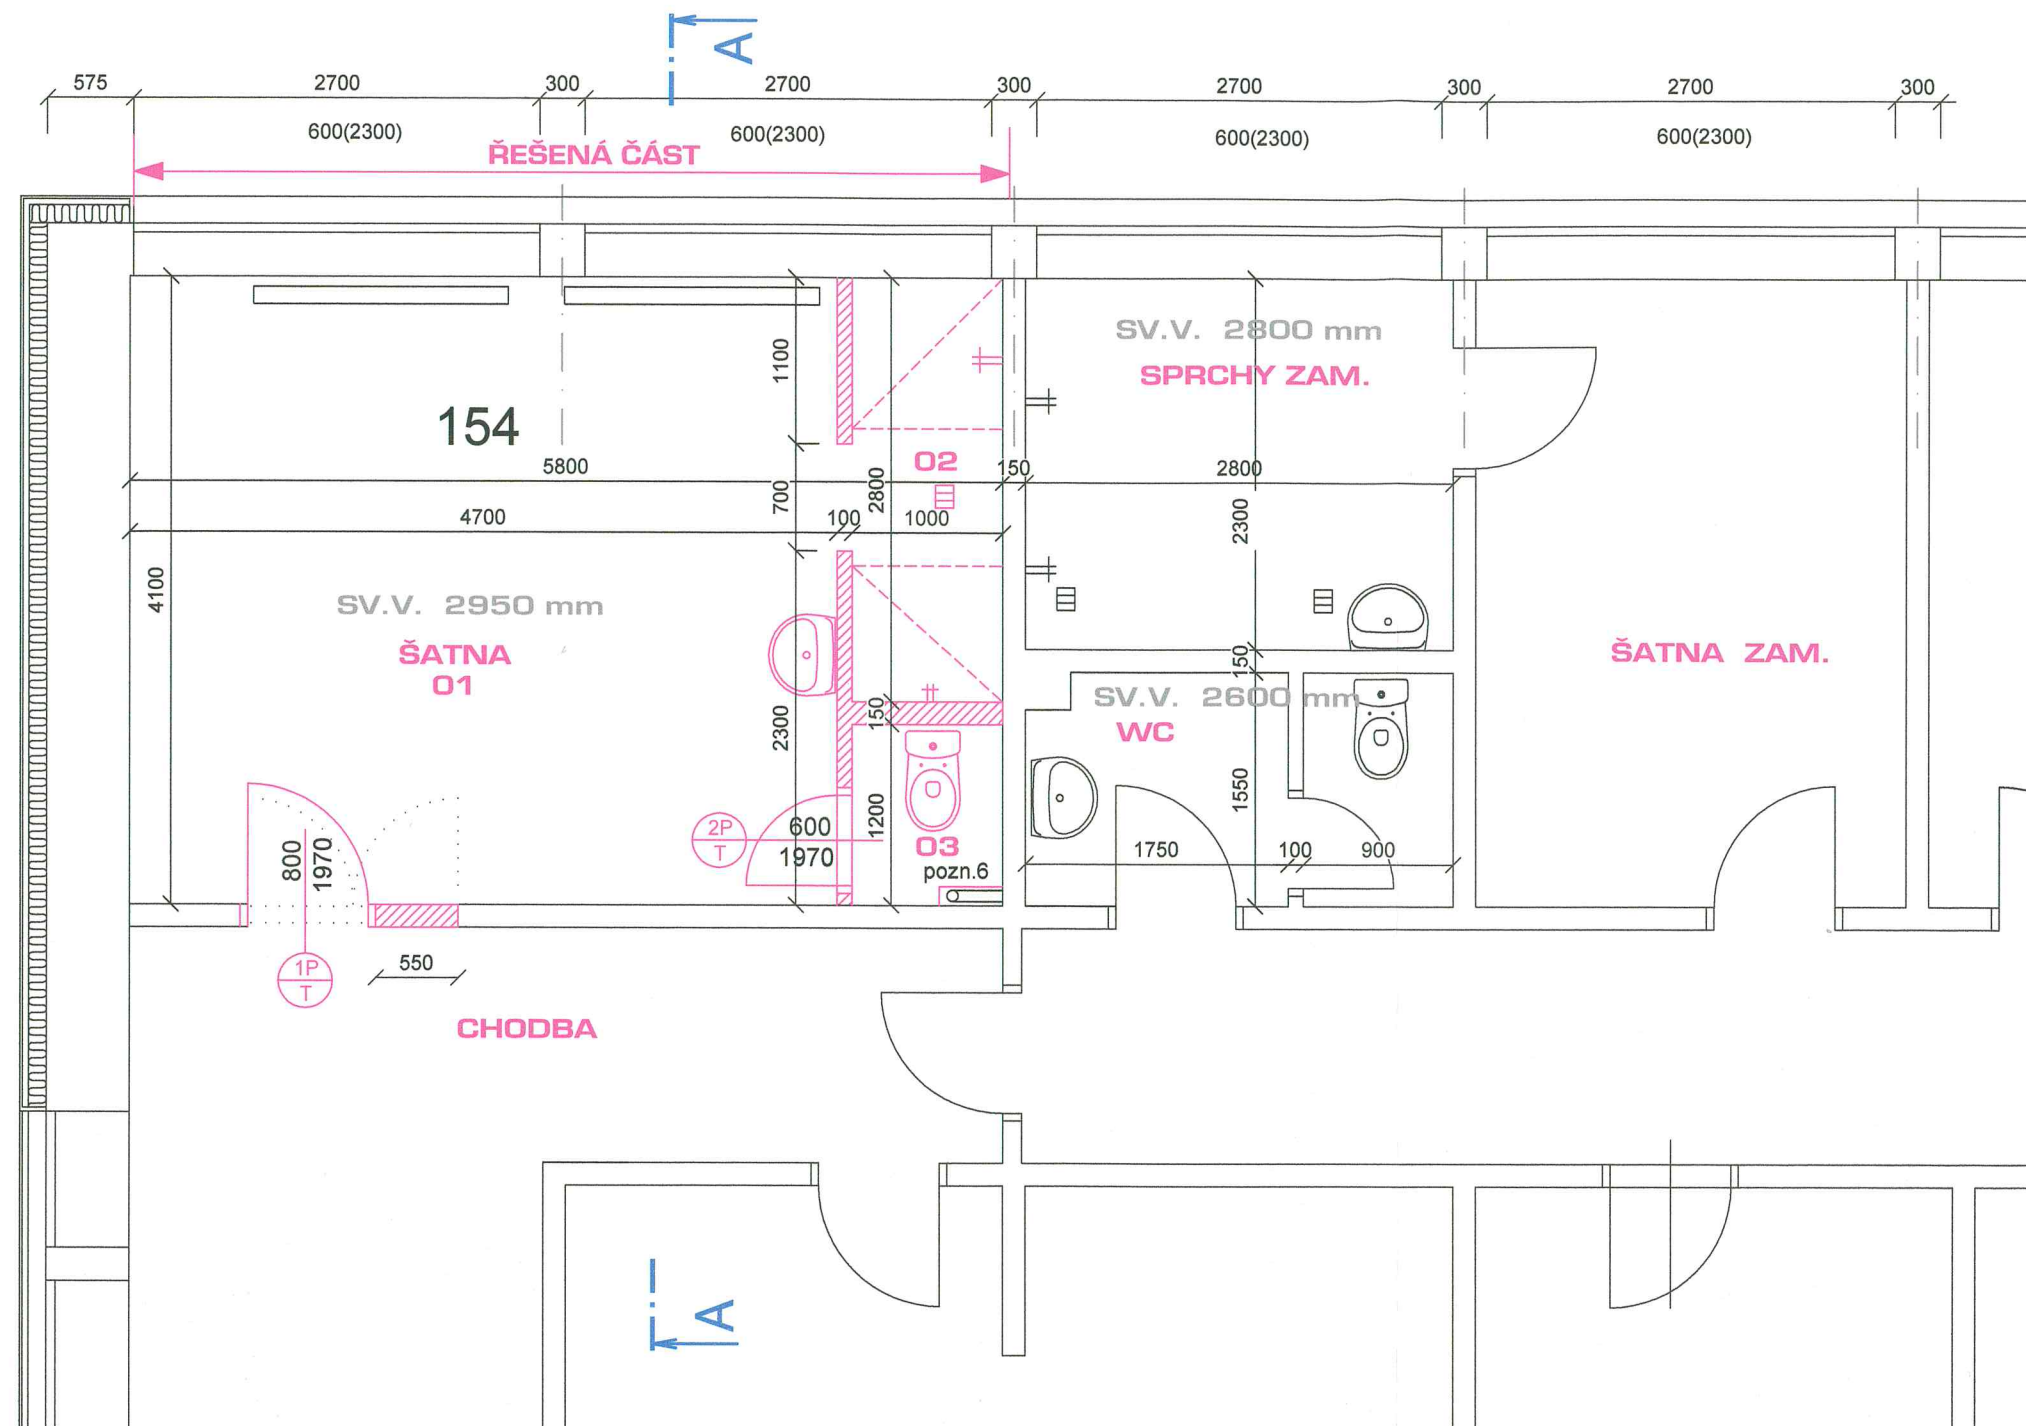 A
575 2700 300 2700 300 2700 300 2700 300
600(2300) 600(2300) 600(2300) 600(2300)
ŘEŠENÁ ČÁST
SV.V. 2800 mm
SPRCHY ZAM.
1100
154
02
5800 150 2800
700
2800
4700 100 1000
2300
4100
SV.V. 2950 mm
ŠATNA
01
ŠATNA ZAM.
150
SV.V. 2600 mm
WC
150
2300
1550
1200
2P
T
600
1970
800
1970
03
pozn.6
1750 100 900
1P
T
550
CHODBA
A